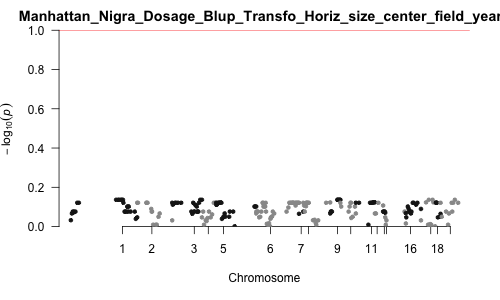 Manhattan_Nigra_Dosage_Blup_Transfo_Horiz_size_center_field_year
1.0
0.8
0.6
0.4
0.2
0.0
− log₁₀(p)
1 2 3 5 6 7 9 11 16 18
Chromosome